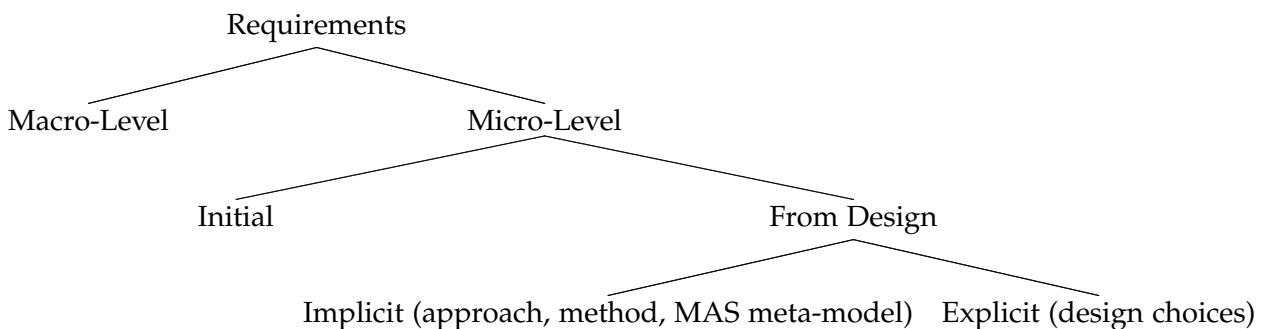 Requirements
Macro-Level Micro-Level
Initial From Design
Implicit (approach, method, MAS meta-model) Explicit (design choices)